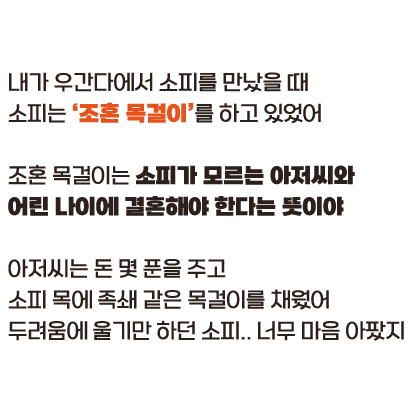 내가 우간다에서 소피를 만났을 때
소피는 ‘조혼 목걸이’를 하고 있었어
조혼 목걸이는 소피가 모르는 아저씨와
어린 나이에 결혼해야 한다는 뜻이야
아저씨는 돈 몇 푼을 주고
소피 목에 족쇄 같은 목걸이를 채웠어
두려움에 울기만 하던 소피.. 너무 마음 아팠지